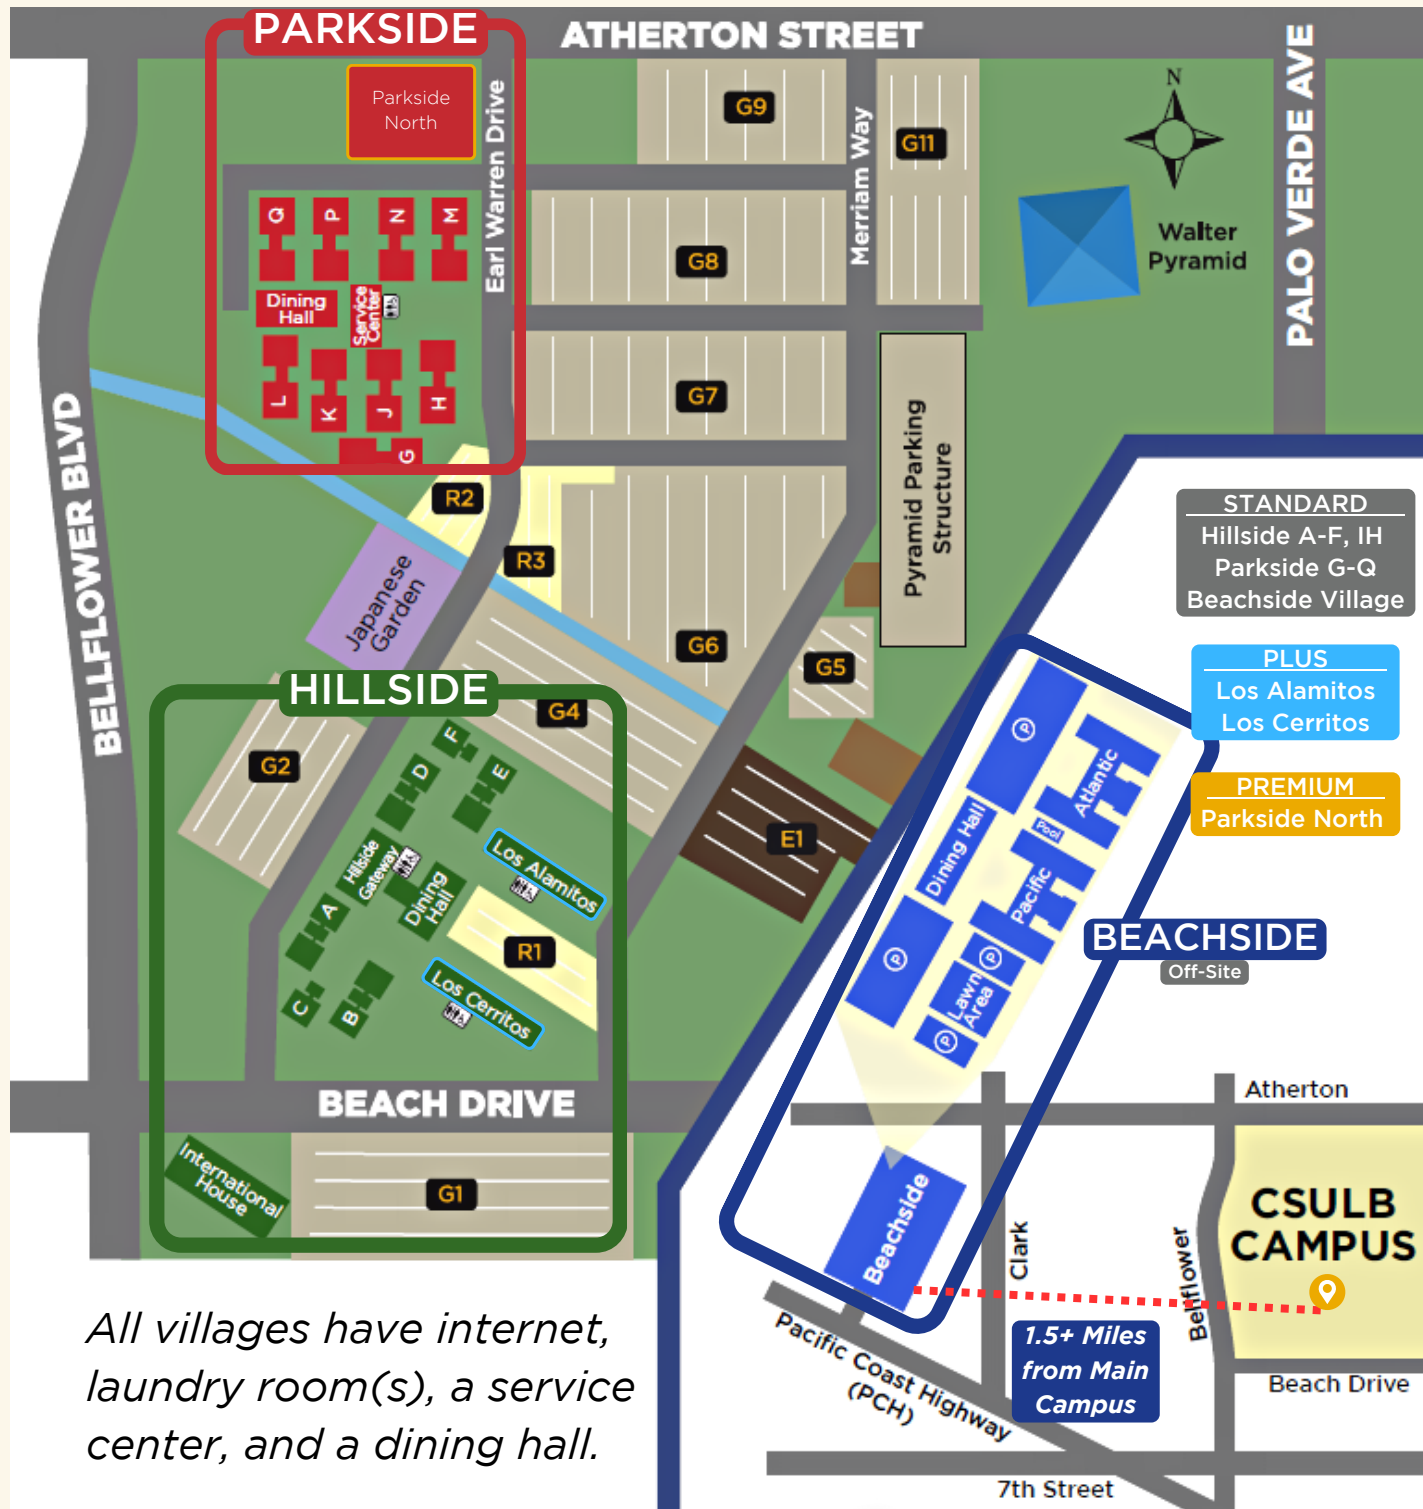 PARKSIDE
ATHERTON STREET
PALO VERDE AVE
Parkside
North
Earl Warren Drive
G9
Merriam Way
G11
N
Q
P
N
M
G8
Walter
Pyramid
Dining
Hall
Service
Center
L
K
J
H
G
G7
Pyramid Parking
Structure
BELLFLOWER BLVD
R2
R3
Japanese
Garden
G6
G5
STANDARD
Hillside A-F, IH
Parkside G-Q
Beachside Village
PLUS
Los Alamitos
Los Cerritos
PREMIUM
Parkside North
HILLSIDE
G4
G2
F
D
E
E1
Hillside
Gateway
Dining
Hall
Los Alamitos
A
R1
Los Cerritos
C
B
P
Atlantic
Pool
Dining Hall
Pacific
P
P
Lawn
Area
P
BEACHSIDE
Off-Site
BEACH DRIVE
International
House
G1
Atherton
Beachside
Clark
Bellflower
CSULB
CAMPUS
Pacific Coast Highway
(PCH)
1.5+ Miles
from Main
Campus
Beach Drive
7th Street
All villages have internet,
laundry room(s), a service
center, and a dining hall.